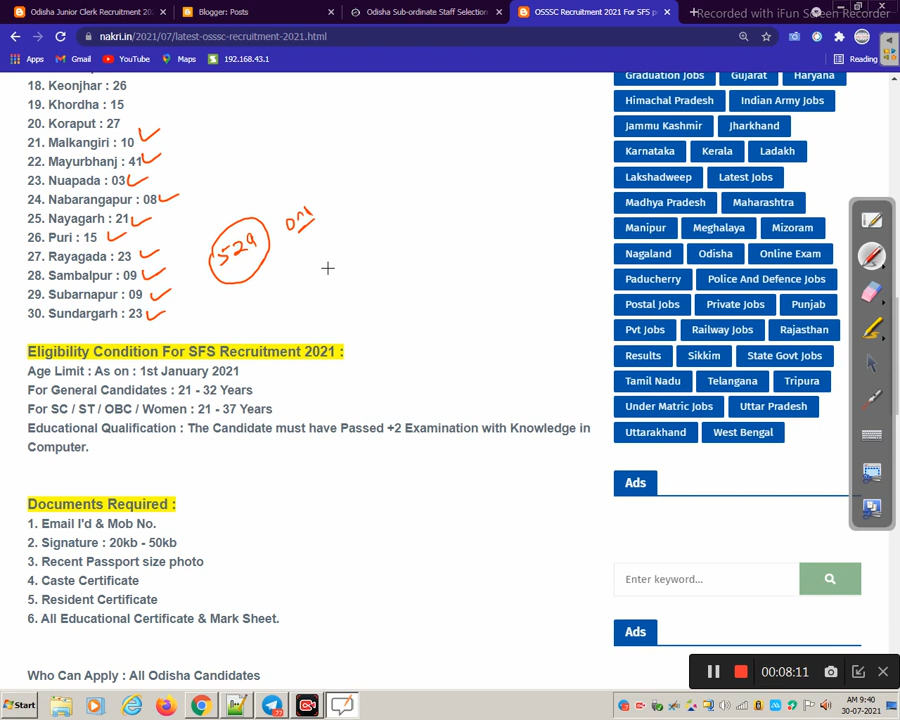 Odisha Junior Clerk Recruitment 20
Blogger: Posts
Odisha Sub-ordinate Staff Selection
OSSSC Recruitment 2021 For SFS p
Recorded with iFun Screen Recorder
nakri.in/2021/07/latest-osssc-recruitment-2021.html
Apps
Gmail
YouTube
Maps
192.168.43.1
Reading
18. Keonjhar : 26
19. Khordha : 15
20. Koraput : 27
21. Malkangiri : 10
22. Mayurbhanj : 41
23. Nuapada : 03
24. Nabarangapur : 08
25. Nayagarh : 21
26. Puri : 15
27. Rayagada : 23
28. Sambalpur : 09
29. Subarnapur : 09
30. Sundargarh : 23
529
Eligibility Condition For SFS Recruitment 2021 :
Age Limit : As on : 1st January 2021
For General Candidates : 21 - 32 Years
For SC / ST / OBC / Women : 21 - 37 Years
Educational Qualification : The Candidate must have Passed +2 Examination with Knowledge in
Computer.
Documents Required :
1. Email I'd & Mob No.
2. Signature : 20kb - 50kb
3. Recent Passport size photo
4. Caste Certificate
5. Resident Certificate
6. All Educational Certificate & Mark Sheet.
Who Can Apply : All Odisha Candidates
Graduation Jobs
Gujarat
Haryana
Himachal Pradesh
Indian Army Jobs
Jammu Kashmir
Jharkhand
Karnataka
Kerala
Ladakh
Lakshadweep
Latest Jobs
Madhya Pradesh
Maharashtra
Manipur
Meghalaya
Mizoram
Nagaland
Odisha
Online Exam
Paducherry
Police And Defence Jobs
Postal Jobs
Private Jobs
Punjab
Pvt Jobs
Railway Jobs
Rajasthan
Results
Sikkim
State Govt Jobs
Tamil Nadu
Telangana
Tripura
Under Matric Jobs
Uttar Pradesh
Uttarakhand
West Bengal
Ads
Enter keyword...
Ads
00:08:11
Start
AM 9:40
30-07-2021